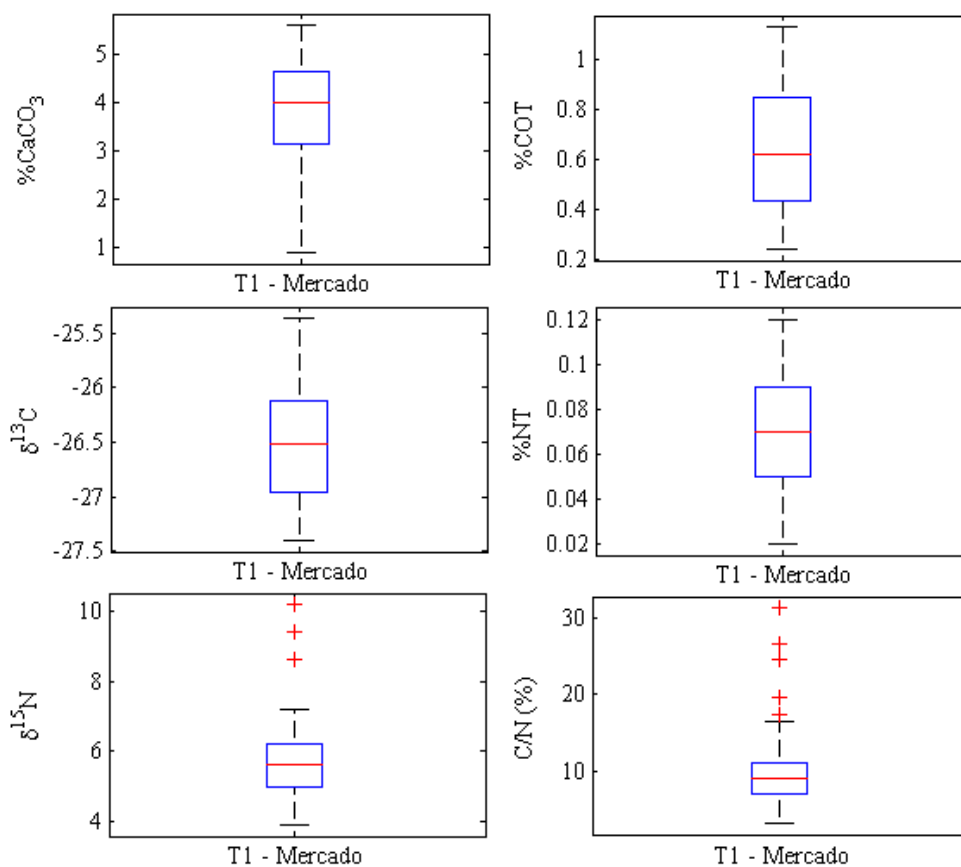 %CaCO3
5
4
3
2
1
T1 - Mercado
%COT
1
0.8
0.6
0.4
0.2
T1 - Mercado
δ13C
-25.5
-26
-26.5
-27
-27.5
T1 - Mercado
%NT
0.12
0.1
0.08
0.06
0.04
0.02
T1 - Mercado
δ15N
10
8
6
4
T1 - Mercado
C/N (%)
30
20
10
T1 - Mercado